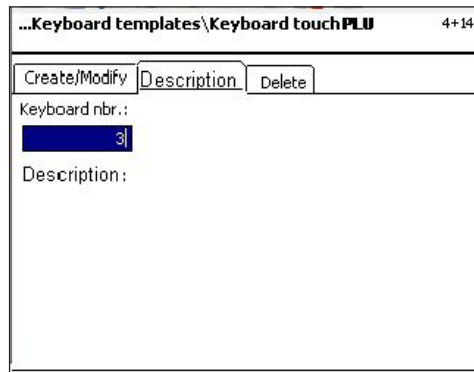 ...Keyboard templates\Keyboard touchPLU 4+14
Create/Modify Description Delete
Keyboard nbr.:
3
Description: